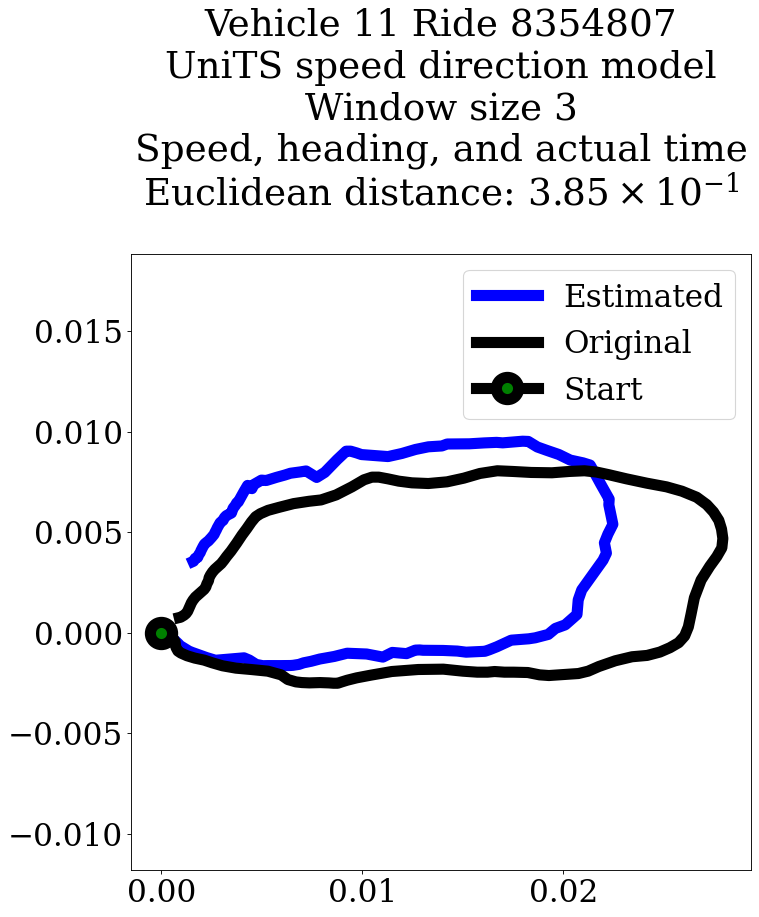 Vehicle 11 Ride 8354807
UniTS speed direction model
Window size 3
Speed, heading, and actual time
Euclidean distance: 3.85 × 10⁻¹
Estimated
Original
Start
0.015
0.010
0.005
0.000
−0.005
−0.010
0.00 0.01 0.02